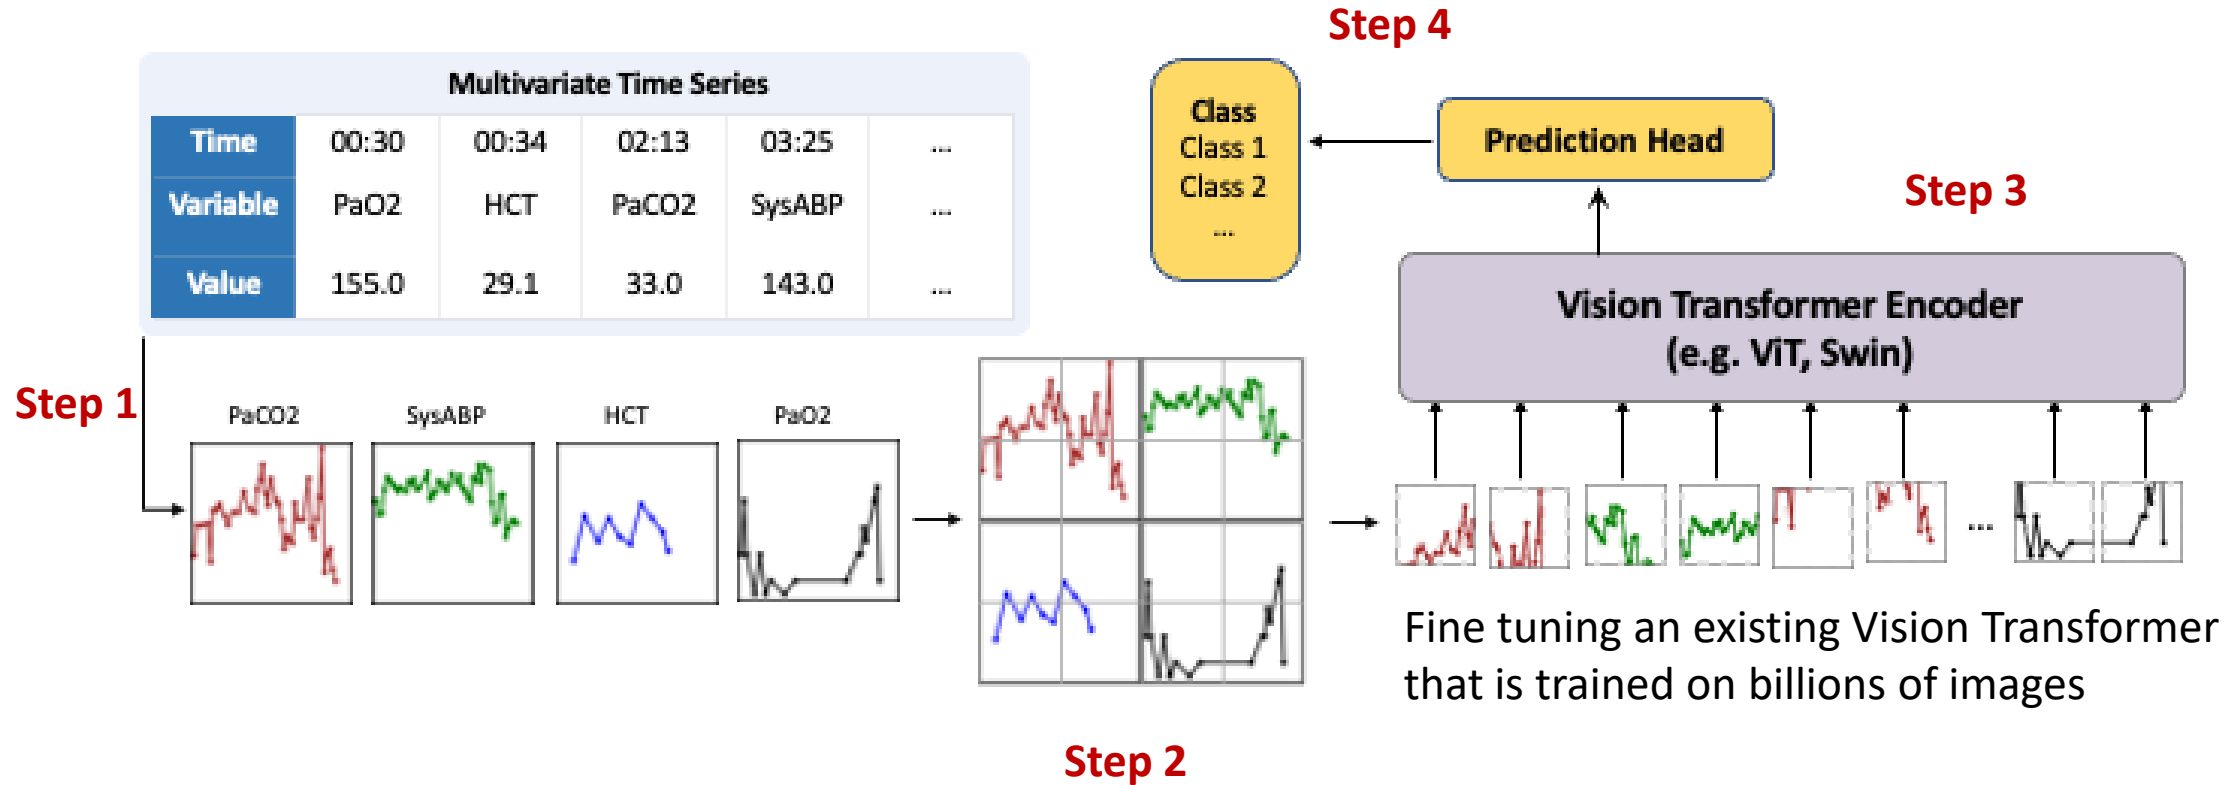 Step 4
Multivariate Time Series
Time 00:30 00:34 02:13 03:25 ...
Variable PaO2 HCT PaCO2 SysABP ...
Value 155.0 29.1 33.0 143.0 ...
Class
Class 1
Class 2
...
Prediction Head
Step 3
Vision Transformer Encoder
(e.g. ViT, Swin)
Step 1
PaCO2 SysABP HCT PaO2
...
Fine tuning an existing Vision Transformer
that is trained on billions of images
Step 2